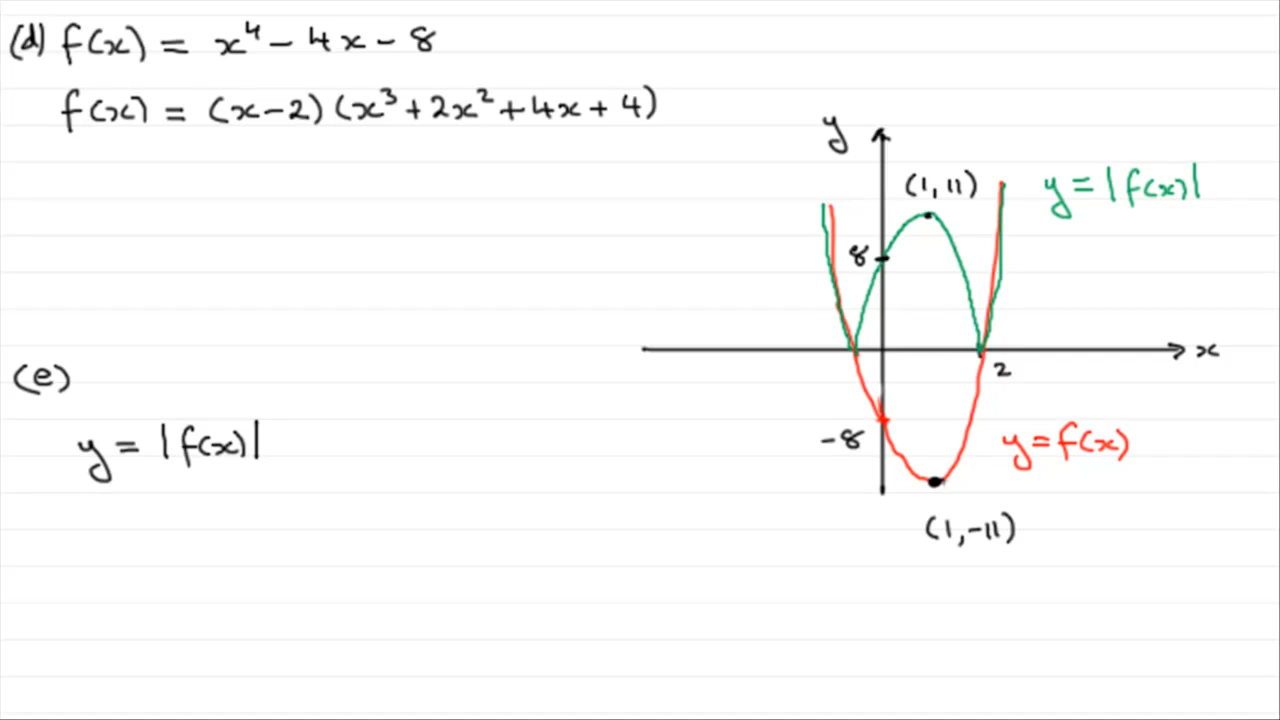 (d) f(x) = x⁴ - 4x - 8
f(x) = (x-2)(x³+2x²+4x+4)
y
(1,11)
y = |f(x)|
8
x
2
(e)
y = |f(x)|
-8
y=f(x)
(1,-11)